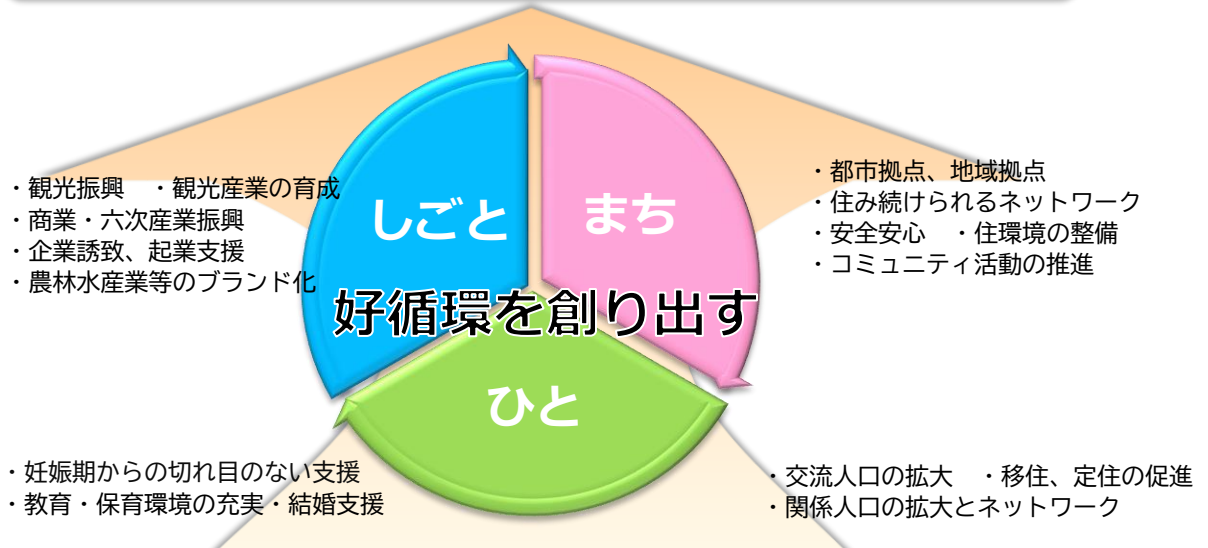 しごと
まち
ひと
好循環を創り出す
・観光振興　・観光産業の育成
・商業・六次産業振興
・企業誘致、起業支援
・農林水産業等のブランド化
・都市拠点、地域拠点
・住み続けられるネットワーク
・安全安心　・住環境の整備
・コミュニティ活動の推進
・妊娠期からの切れ目のない支援
・教育・保育環境の充実・結婚支援
・交流人口の拡大　・移住、定住の促進
・関係人口の拡大とネットワーク